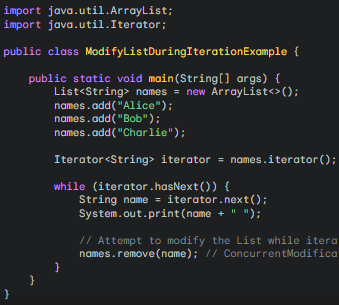 import java.util.ArrayList;
import java.util.Iterator;
public class ModifyListDuringIterationExample {
public static void main(String[] args) {
List<String> names = new ArrayList<>();
names.add("Alice");
names.add("Bob");
names.add("Charlie");
Iterator<String> iterator = names.iterator();
while (iterator.hasNext()) {
String name = iterator.next();
System.out.print(name + " ");
// Attempt to modify the List while itera
names.remove(name); // ConcurrentModifica
}
}
}